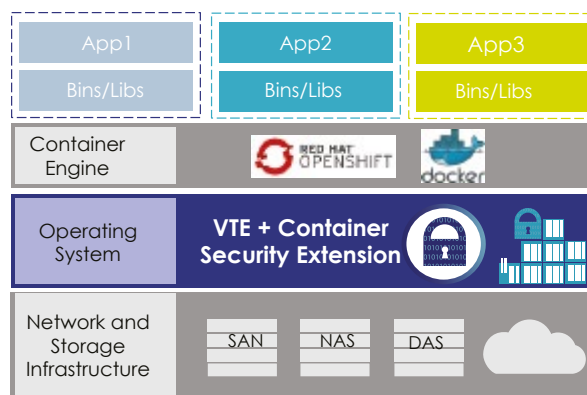 App1
App2
App3
Bins/Libs
Bins/Libs
Bins/Libs
Container
Engine
RED HAT
OPENSHIFT
docker
Operating
System
VTE + Container
Security Extension
Network and
Storage
Infrastructure
SAN
NAS
DAS